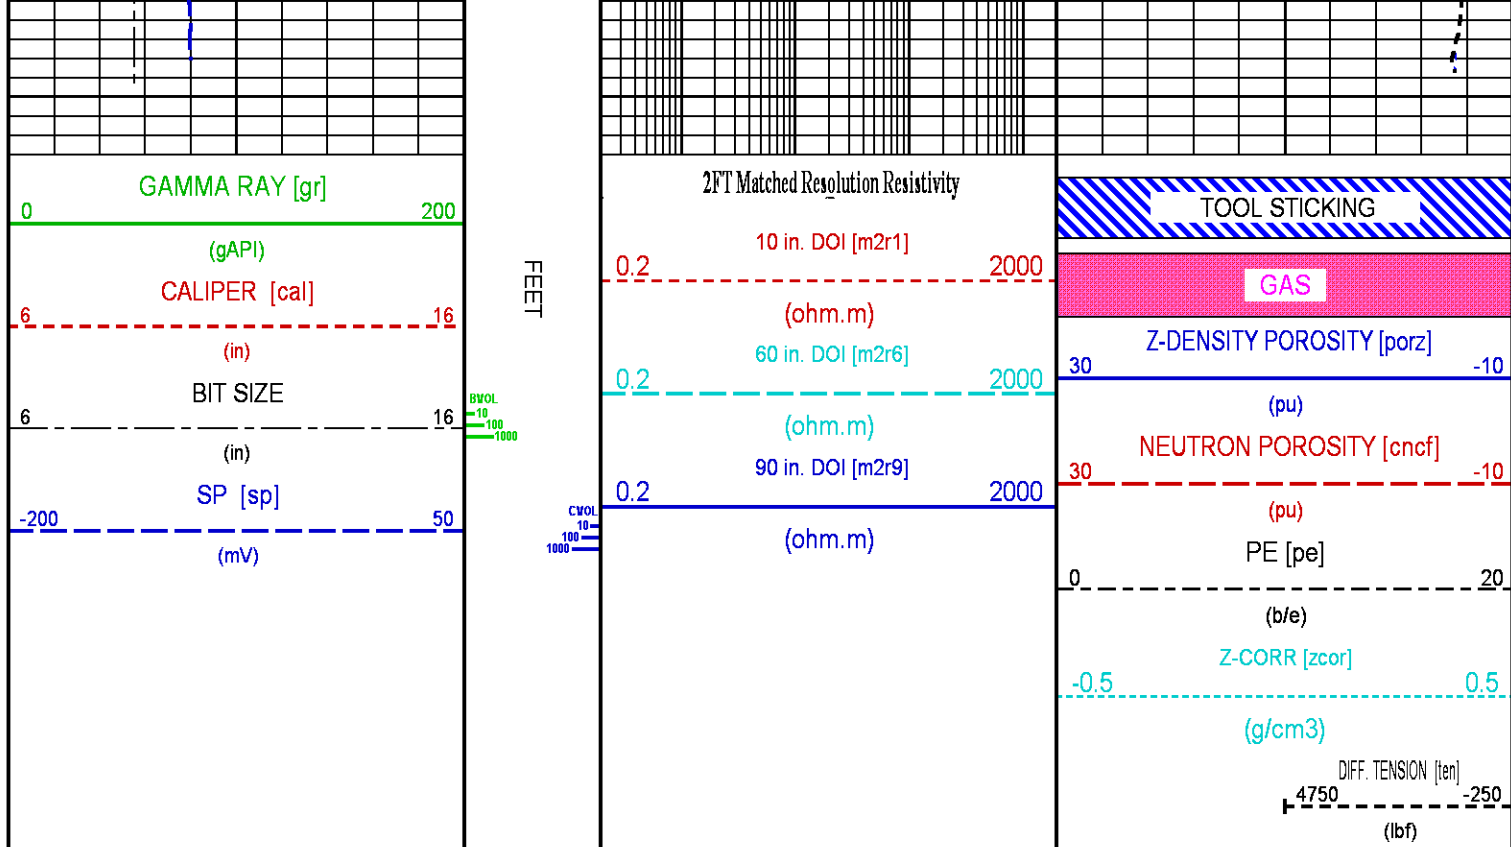 GAMMA RAY [gr]
0 200
(gAPI)
CALIPER [cal]
6 16
(in)
BIT SIZE
6 16
(in)
SP [sp]
-200 50
(mV)
FEET
BVOL
10
100
1000
CVOL
10
100
1000
2FT Matched Resolution Resistivity
10 in. DOI [m2r1]
0.2 2000
(ohm.m)
60 in. DOI [m2r6]
0.2 2000
(ohm.m)
90 in. DOI [m2r9]
0.2 2000
(ohm.m)
TOOL STICKING
GAS
Z-DENSITY POROSITY [porz]
30 -10
(pu)
NEUTRON POROSITY [cncf]
30 -10
(pu)
PE [pe]
0 20
(b/e)
Z-CORR [zcor]
-0.5 0.5
(g/cm3)
DIFF. TENSION [ten]
4750 -250
(lbf)